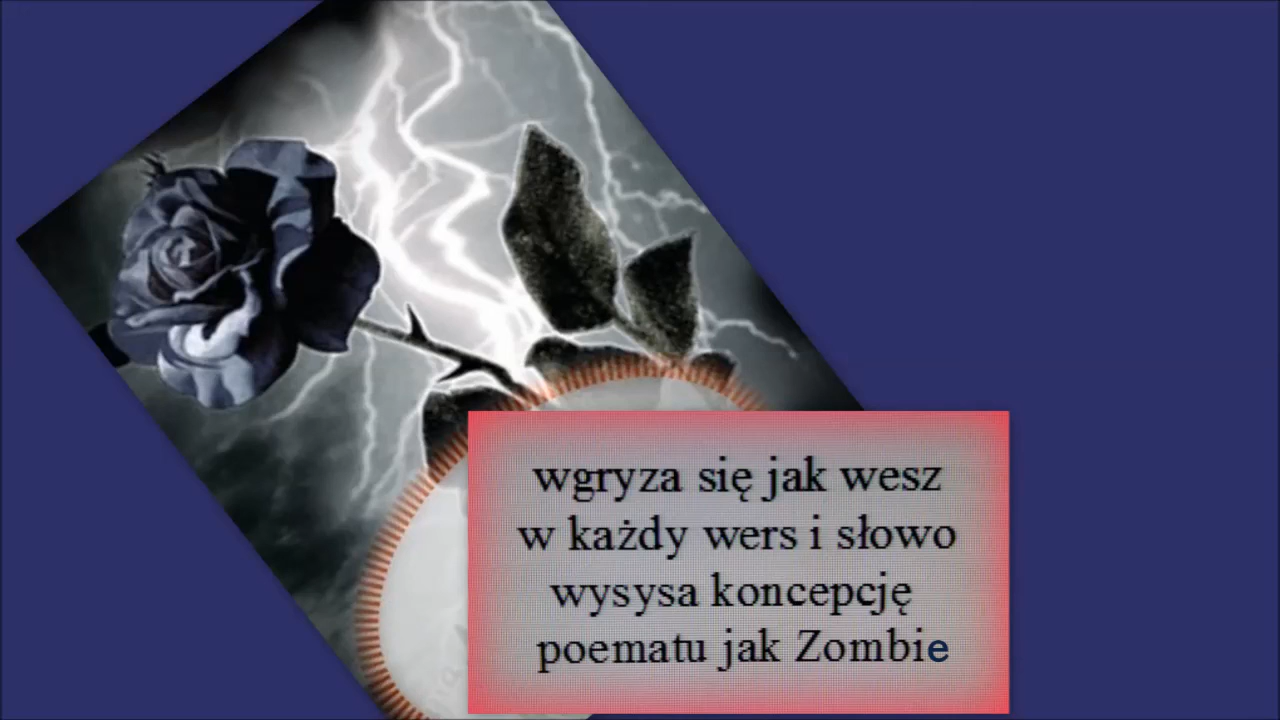 wgryza się jak wesz
w każdy wers i słowo
wysysa koncepcję
poematu jak Zombie